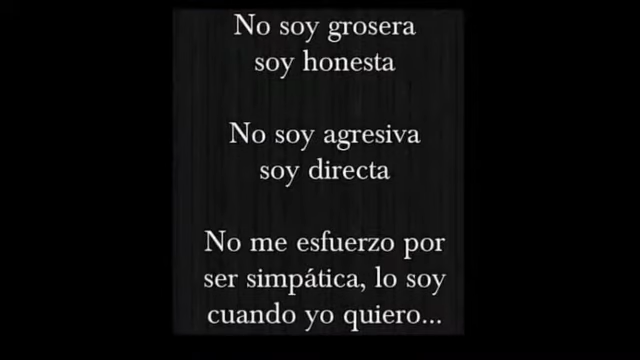 No soy grosera
soy honesta
No soy agresiva
soy directa
No me esfuerzo por
ser simpática, lo soy
cuando yo quiero...